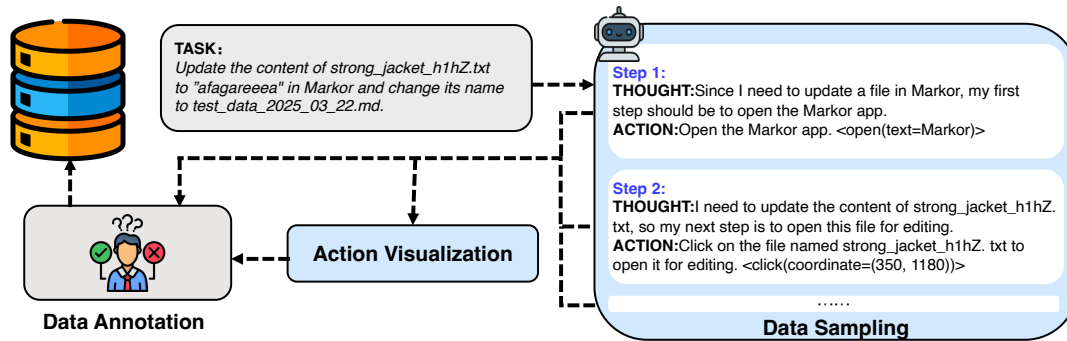 TASK:
Update the content of strong_jacket_h1hZ.txt
to "afagareeea" in Markor and change its name
to test_data_2025_03_22.md.
Step 1:
THOUGHT:Since I need to update a file in Markor, my first
step should be to open the Markor app.
ACTION:Open the Markor app. <open(text=Markor)>
Step 2:
THOUGHT:I need to update the content of strong_jacket_h1hZ.
txt, so my next step is to open this file for editing.
ACTION:Click on the file named strong_jacket_h1hZ. txt to
open it for editing. <click(coordinate=(350, 1180))>
......
Data Sampling
Action Visualization
???
Data Annotation